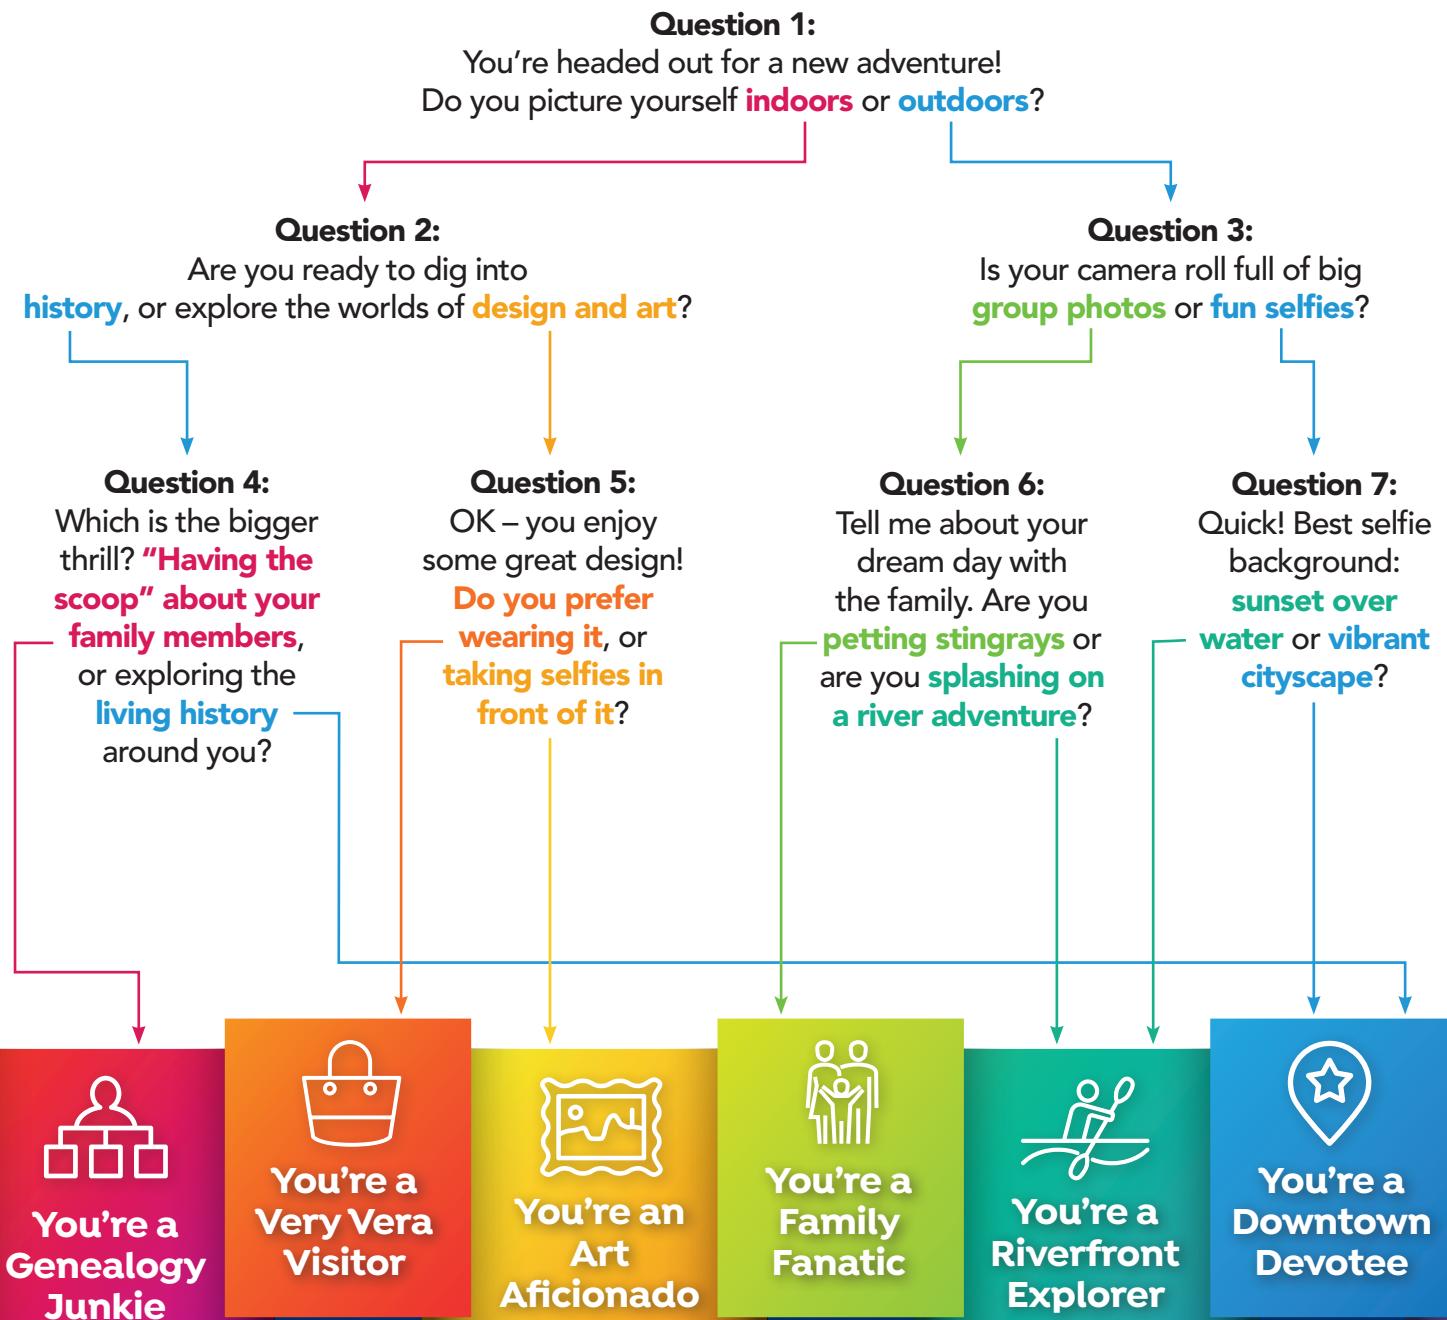 Question 1:
You’re headed out for a new adventure!
Do you picture yourself indoors or outdoors?
Question 2:
Are you ready to dig into
history, or explore the worlds of design and art?
Question 3:
Is your camera roll full of big
group photos or fun selfies?
Question 4:
Which is the bigger
thrill? “Having the
scoop” about your
family members,
or exploring the
living history
around you?
Question 5:
OK – you enjoy
some great design!
Do you prefer
wearing it, or
taking selfies in
front of it?
Question 6:
Tell me about your
dream day with
the family. Are you
petting stingrays or
are you splashing on
a river adventure?
Question 7:
Quick! Best selfie
background:
sunset over
water or vibrant
cityscape?
You’re a
Genealogy
Junkie
You’re a
Very Vera
Visitor
You’re an
Art
Aficionado
You’re a
Family
Fanatic
You’re a
Riverfront
Explorer
You’re a
Downtown
Devotee